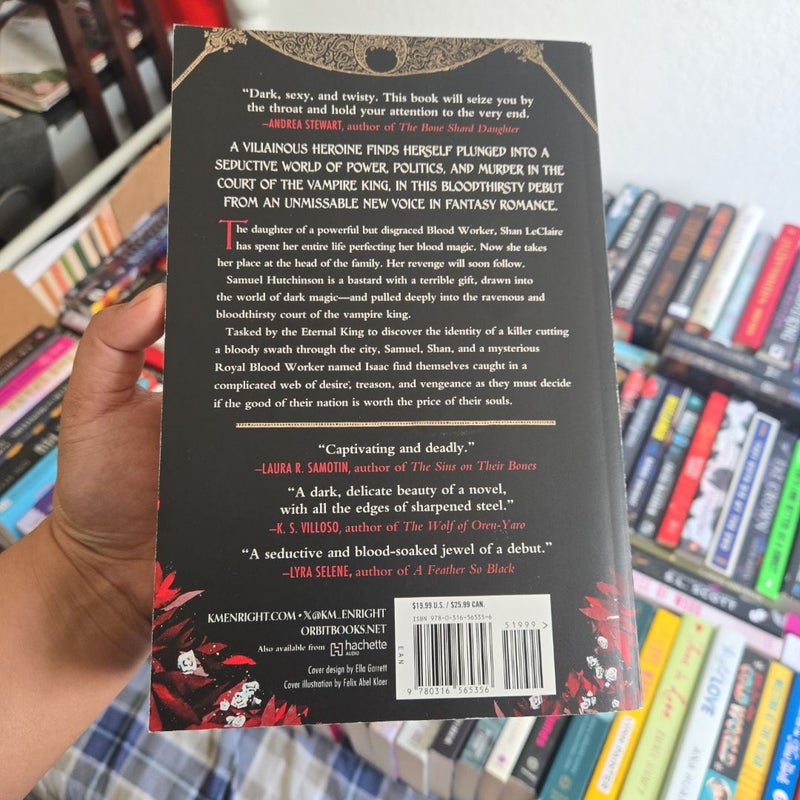 “Dark, sexy, and twisty. This book will seize you by
the throat and hold your attention to the very end.
—ANDREA STEWART, author of The Bone Shard Daughter
A VILLAINOUS HEROINE FINDS HERSELF PLUNGED INTO A
SEDUCTIVE WORLD OF POWER, POLITICS, AND MURDER IN THE
COURT OF THE VAMPIRE KING, IN THIS BLOODTHIRSTY DEBUT
FROM AN UNMISSABLE NEW VOICE IN FANTASY ROMANCE.
The daughter of a powerful but disgraced Blood Worker, Shan LeClaire
has spent her entire life perfecting her blood magic. Now she takes
her place at the head of the family. Her revenge will soon follow.
Samuel Hutchinson is a bastard with a terrible gift, drawn into
the world of dark magic—and pulled deeply into the ravenous and
bloodthirsty court of the vampire king.
Tasked by the Eternal King to discover the identity of a killer cutting
a bloody swath through the city, Samuel, Shan, and a mysterious
Royal Blood Worker named Isaac find themselves caught in a
complicated web of desire, treason, and vengeance as they must decide
if the good of their nation is worth the price of their souls.
“Captivating and deadly.”
—LAURA R. SAMOTIN, author of The Sins on Their Bones
“A dark, delicate beauty of a novel,
with all the edges of sharpened steel.”
—K. S. VILLOSO, author of The Wolf of Oren-Yaro
“A seductive and blood-soaked jewel of a debut.”
—LYRA SELENE, author of A Feather So Black
KMENRIGHT.COM • X@KM_ENRIGHT
ORBITBOOKS.NET
Also available from hachette AUDIO
Cover design by Ella Garrett
Cover illustration by Felix Abel Klaer
$19.99 U.S. / $25.99 CAN.
ISBN 978-0-316-56535-6
51999 >
EAN
9 780316 565356